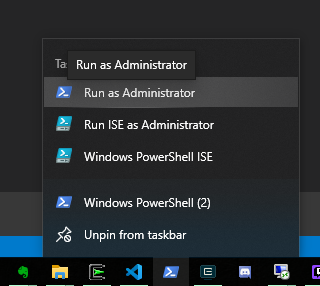 Ta
Run as Administrator
Run as Administrator
Run ISE as Administrator
Windows PowerShell ISE
Windows PowerShell (2)
Unpin from taskbar